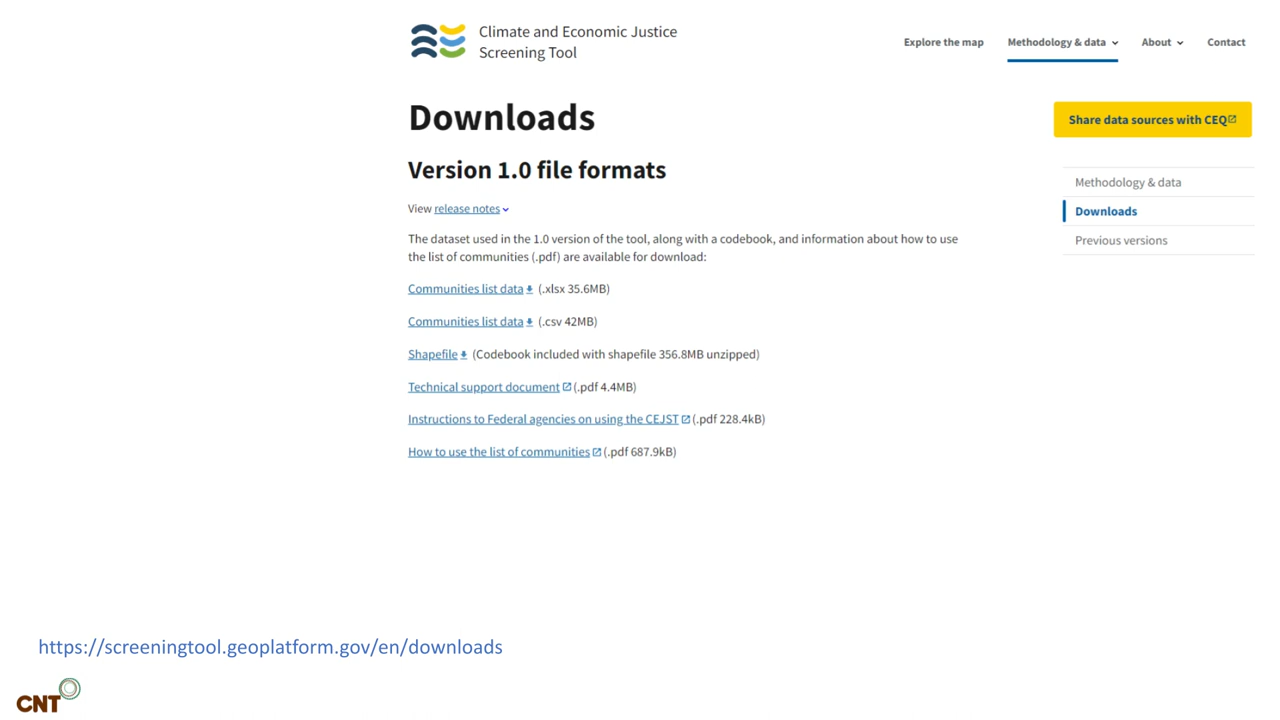 Climate and Economic Justice
Screening Tool
Explore the map
Methodology & data
About
Contact
Downloads
Share data sources with CEQ
Version 1.0 file formats
Methodology & data
View release notes
Downloads
The dataset used in the 1.0 version of the tool, along with a codebook, and information about how to use
the list of communities (.pdf) are available for download:
Previous versions
Communities list data (.xlsx 35.6MB)
Communities list data (.csv 42MB)
Shapefile (Codebook included with shapefile 356.8MB unzipped)
Technical support document (.pdf 4.4MB)
Instructions to Federal agencies on using the CEJST (.pdf 228.4kB)
How to use the list of communities (.pdf 687.9kB)
https://screeningtool.geoplatform.gov/en/downloads
CNT